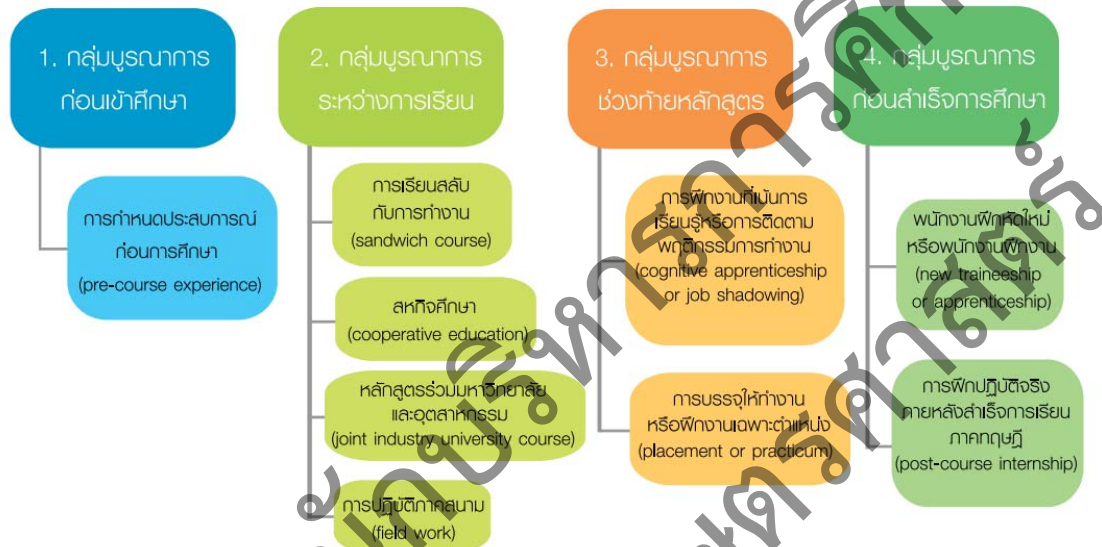 1. กลุ่มบูรณาการ
ก่อนเข้าศึกษา
การกำหนดประสบการณ์
ก่อนการศึกษา
(pre-course experience)
2. กลุ่มบูรณาการ
ระหว่างการเรียน
การเรียนสลับ
กับการทำงาน
(sandwich course)
สหกิจศึกษา
(cooperative education)
หลักสูตรร่วมมหาวิทยาลัย
และอุตสาหกรรม
(joint industry university course)
การปฏิบัติภาคสนาม
(field work)
3. กลุ่มบูรณาการ
ช่วงท้ายหลักสูตร
การฝึกงานที่เน้นการ
เรียนรู้หรือการติดตาม
พฤติกรรมการทำงาน
(cognitive apprenticeship
or job shadowing)
การบรรจุให้ทำงาน
หรือฝึกงานเฉพาะตำแหน่ง
(placement or practicum)
4. กลุ่มบูรณาการ
ก่อนสำเร็จการศึกษา
พนักงานฝึกหัดใหม่
หรือพนักงานฝึกงาน
(new traineeship
or apprenticeship)
การฝึกปฏิบัติจริง
ภายหลังสำเร็จการเรียน
ภาคทฤษฎี
(post-course internship)